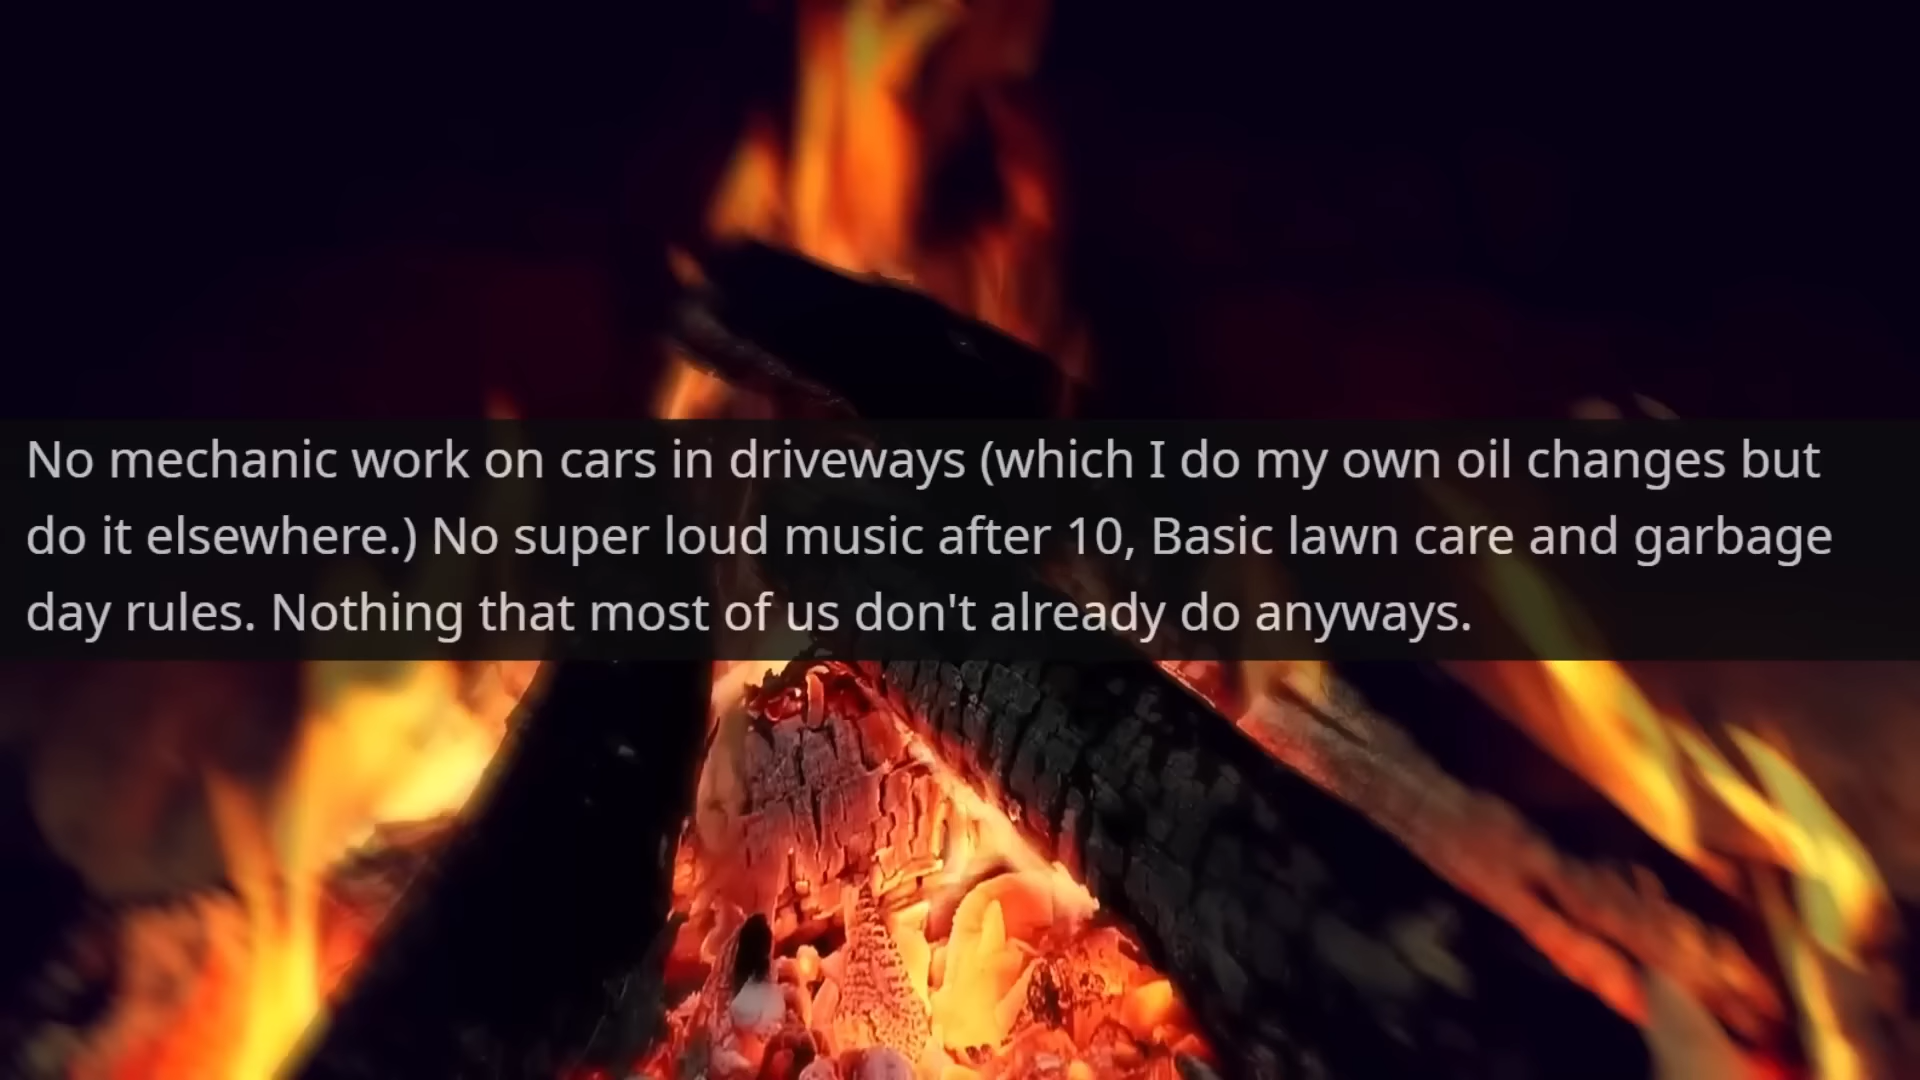 No mechanic work on cars in driveways (which I do my own oil changes but
do it elsewhere.) No super loud music after 10, Basic lawn care and garbage
day rules. Nothing that most of us don't already do anyways.